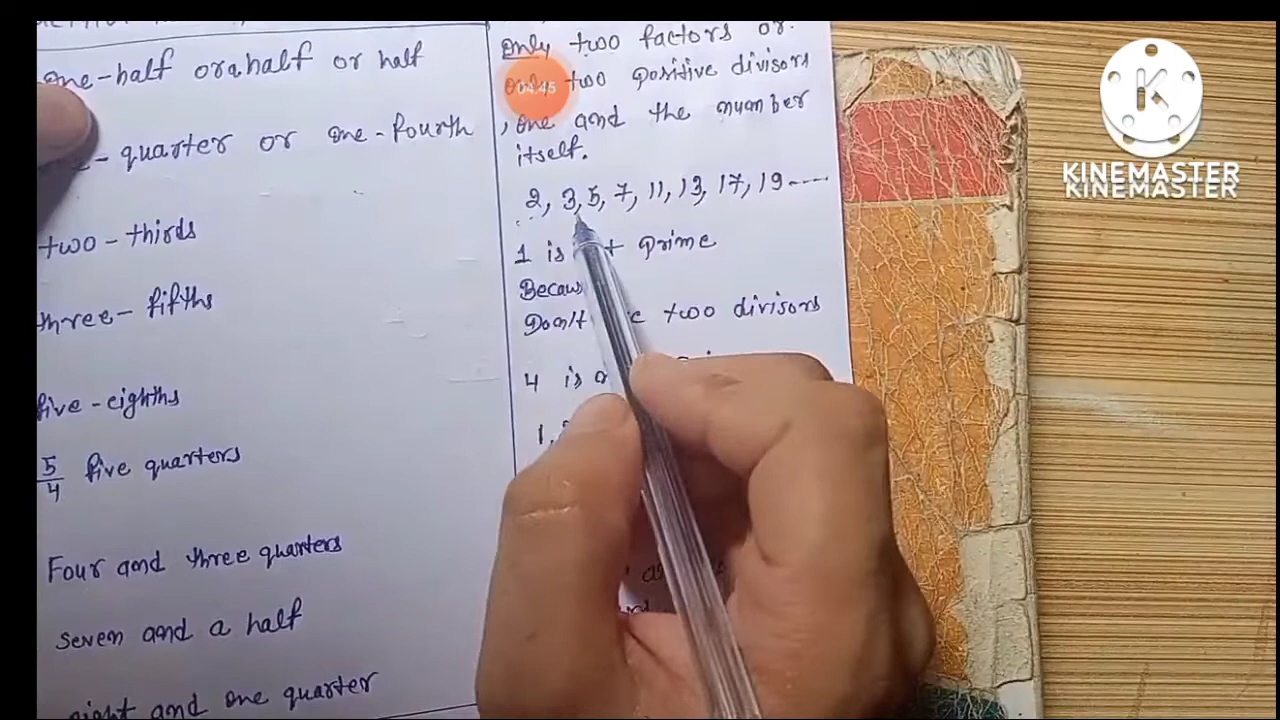 one-half or a half or half
quarter or one-fourth
two-thirds
three-fifths
five-eighths
5/4 five quarters
Four and three quarters
seven and a half
eight and one quarter
only two factors or
only two positive divisors
, one and the number
itself.
2, 3, 5, 7, 11, 13, 17, 19----
1 is prime
Don't two divisors
4 is
1,
04:45
KINEMASTER
KINEMASTER